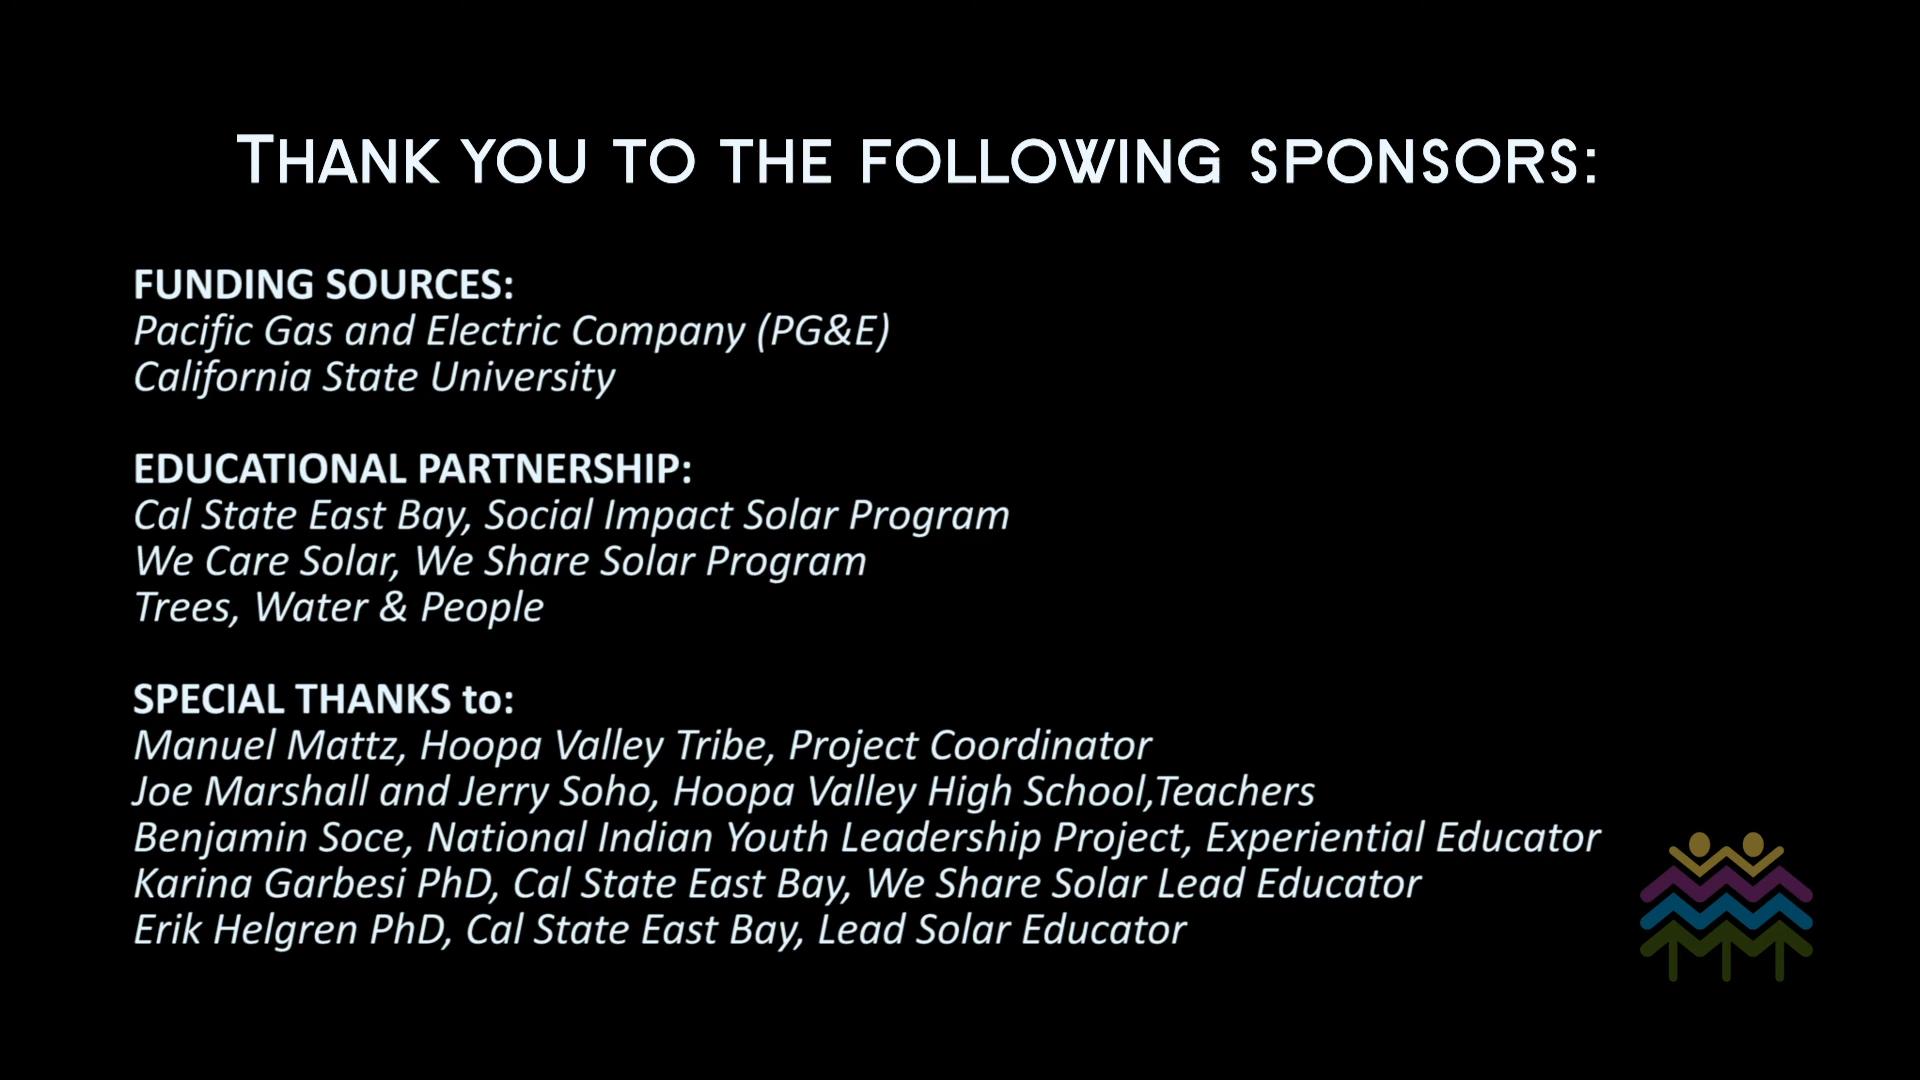 THANK YOU TO THE FOLLOWING SPONSORS:
FUNDING SOURCES:
Pacific Gas and Electric Company (PG&E)
California State University
EDUCATIONAL PARTNERSHIP:
Cal State East Bay, Social Impact Solar Program
We Care Solar, We Share Solar Program
Trees, Water & People
SPECIAL THANKS to:
Manuel Mattz, Hoopa Valley Tribe, Project Coordinator
Joe Marshall and Jerry Soho, Hoopa Valley High School,Teachers
Benjamin Soce, National Indian Youth Leadership Project, Experiential Educator
Karina Garbesi PhD, Cal State East Bay, We Share Solar Lead Educator
Erik Helgren PhD, Cal State East Bay, Lead Solar Educator